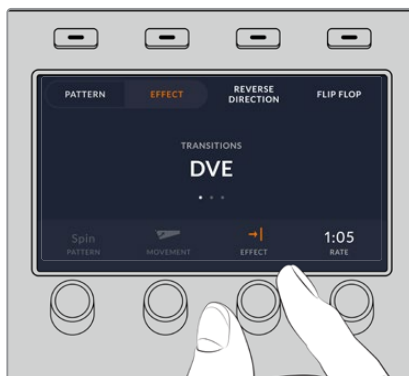 PATTERN
EFFECT
REVERSE
DIRECTION
FLIP FLOP
TRANSITIONS
DVE
Spin
PATTERN
MOVEMENT
EFFECT
1:05
RATE